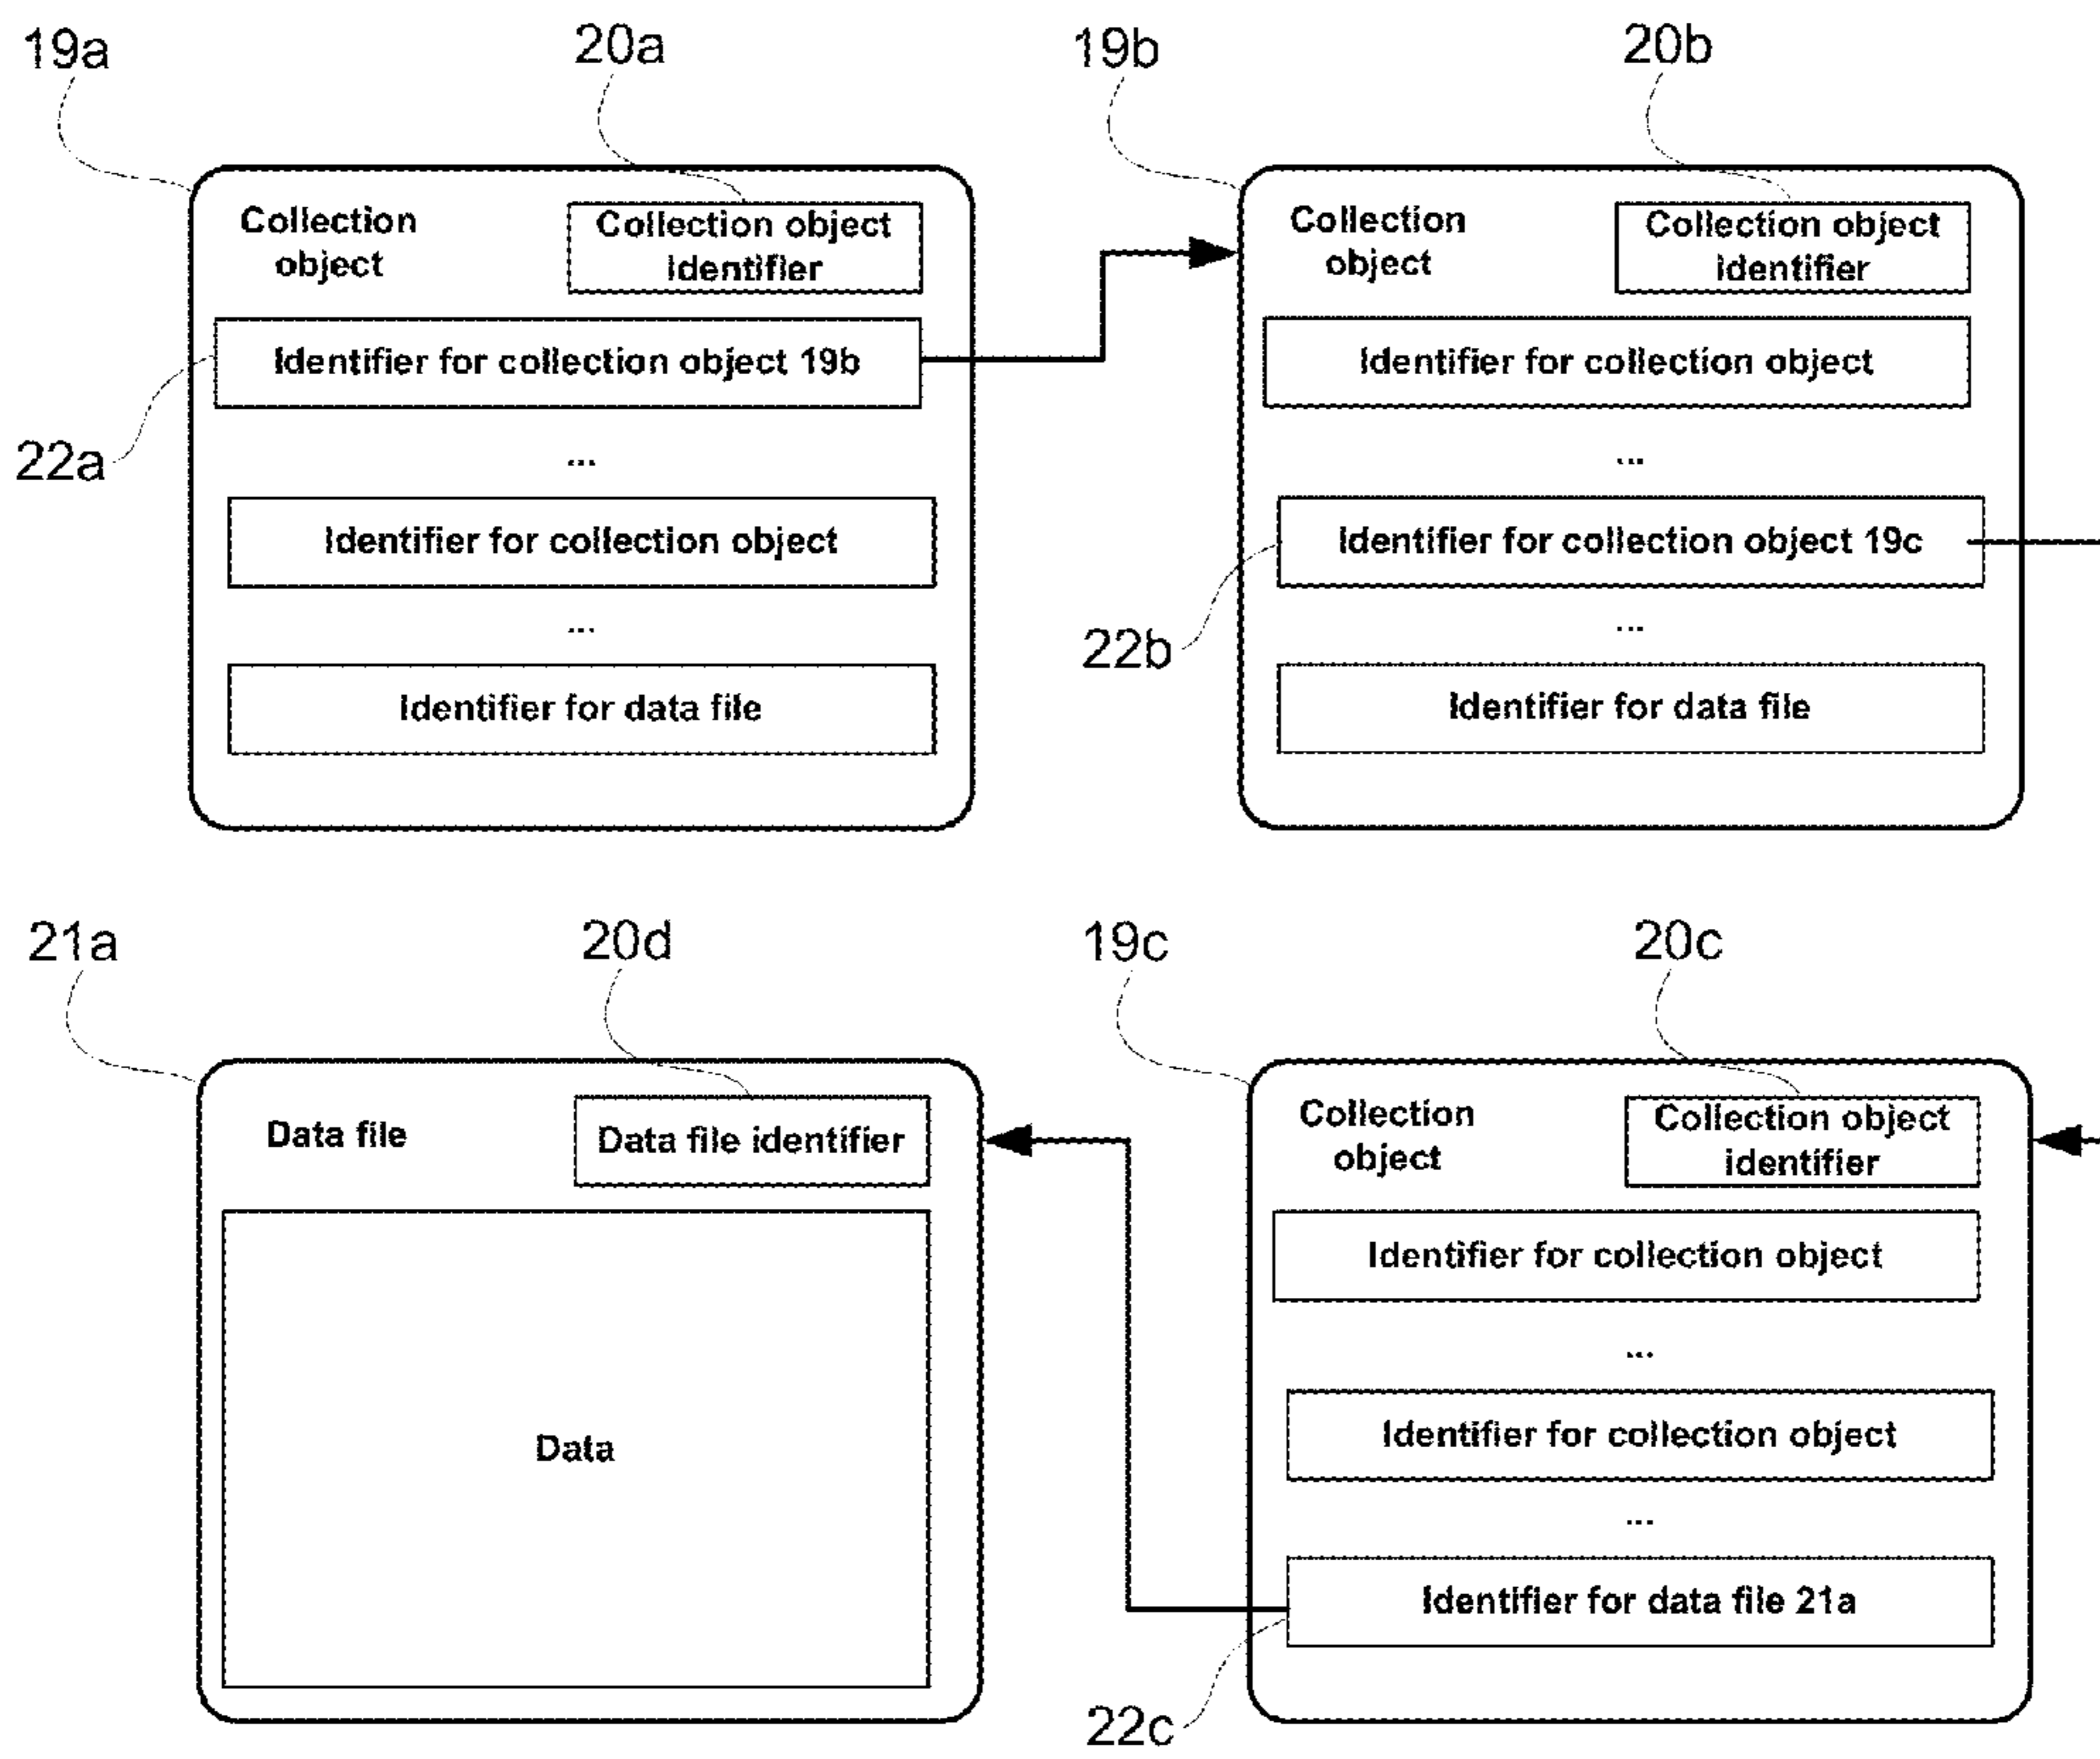 19a
20a
19b
20b
Collection
object
Collection object
identifier
Identifier for collection object 19b
22a
...
Identifier for collection object
...
Identifier for data file
Collection
object
Collection object
identifier
Identifier for collection object
...
Identifier for collection object 19c
22b
...
Identifier for data file
21a
20d
19c
20c
Data file
Data file identifier
Data
Collection
object
Collection object
identifier
Identifier for collection object
...
Identifier for collection object
...
Identifier for data file 21a
22c